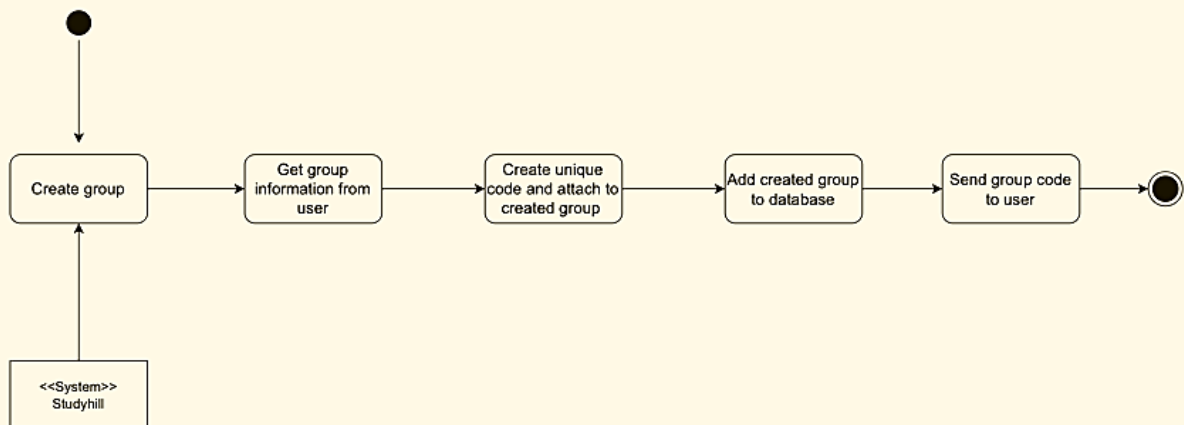 Create group
Get group
information from
user
Create unique
code and attach to
created group
Add created group
to database
Send group code
to user
<<System>>
Studyhill